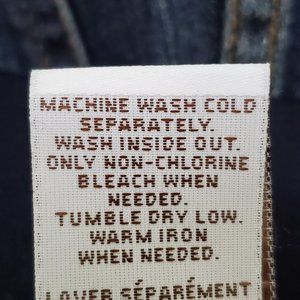 MACHINE WASH COLD
SEPARATELY.
WASH INSIDE OUT.
ONLY NON-CHLORINE
BLEACH WHEN
NEEDED.
TUMBLE DRY LOW.
WARM IRON
WHEN NEEDED.
LAVER SÉPARÉMENT